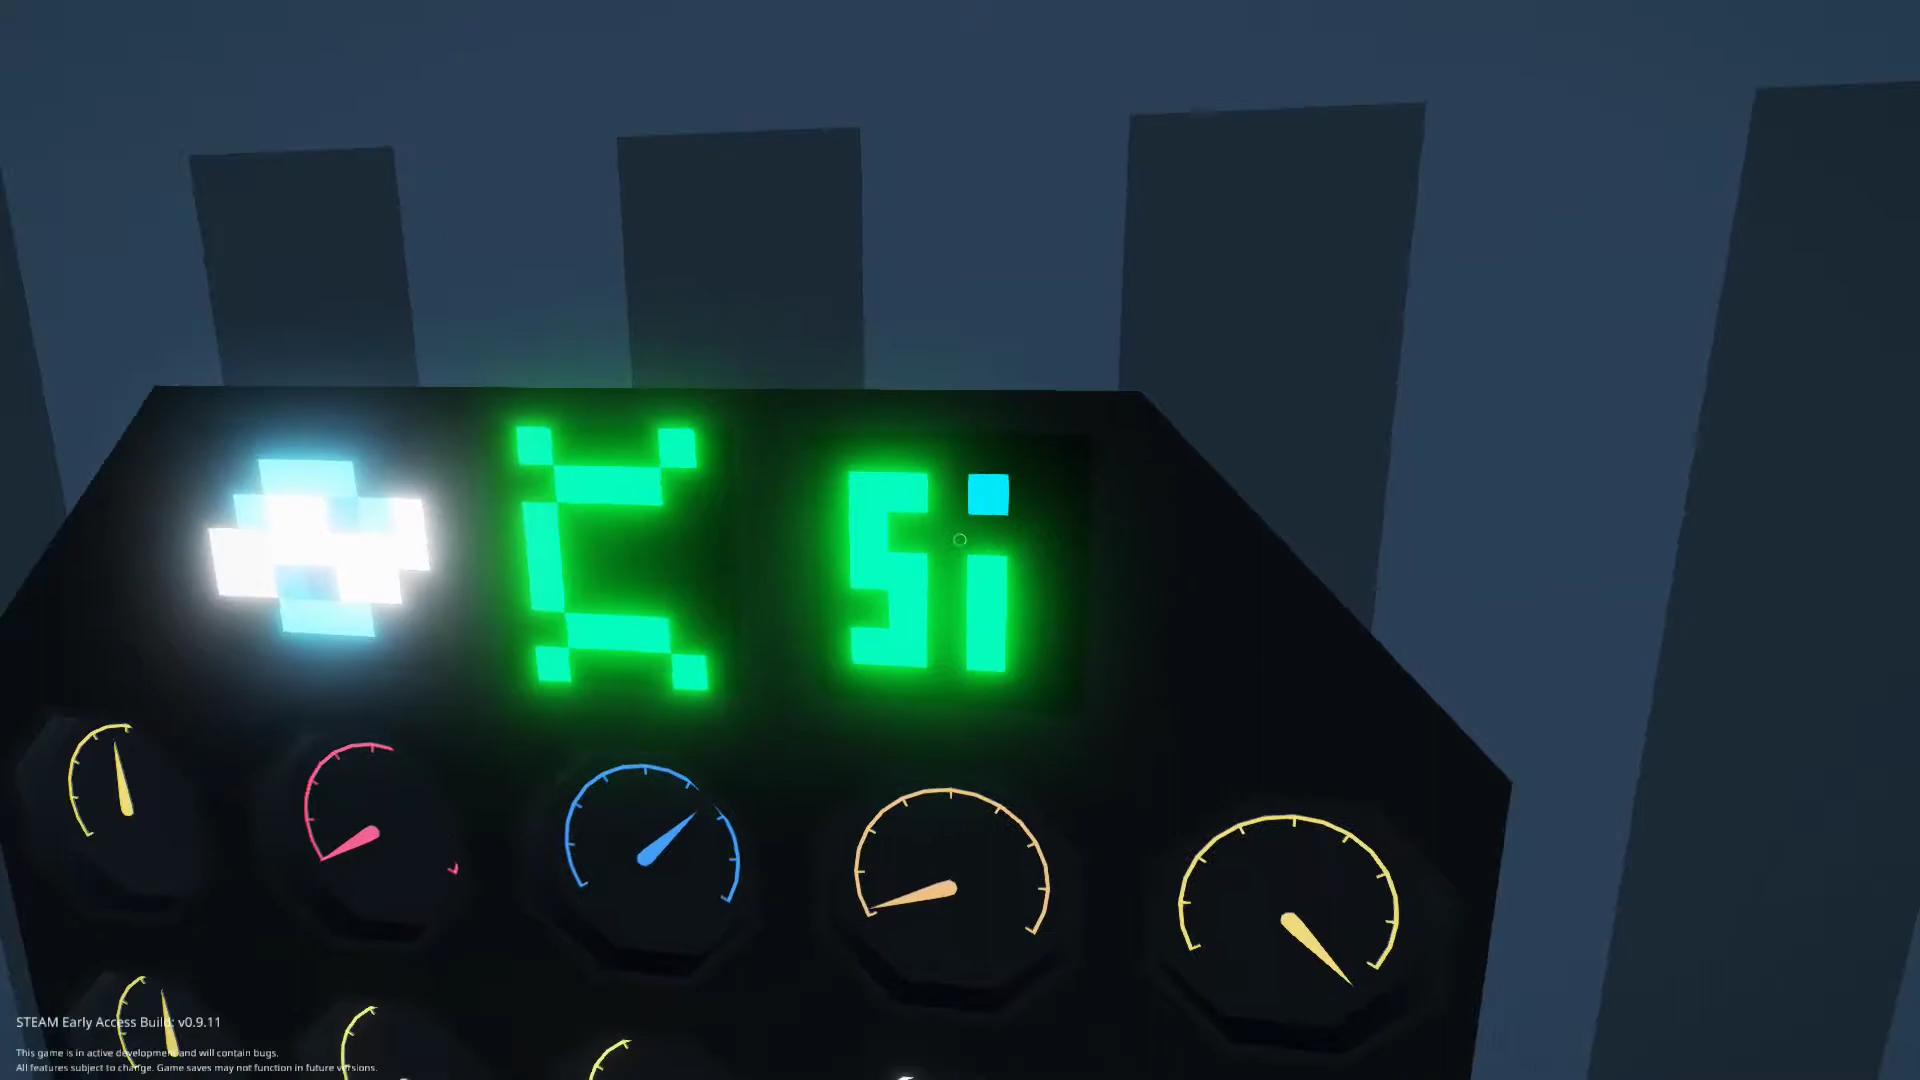 Si
STEAM Early Access Build: v0.9.11
This game is in active development and will contain bugs.
All features subject to change. Game saves may not function in future versions.